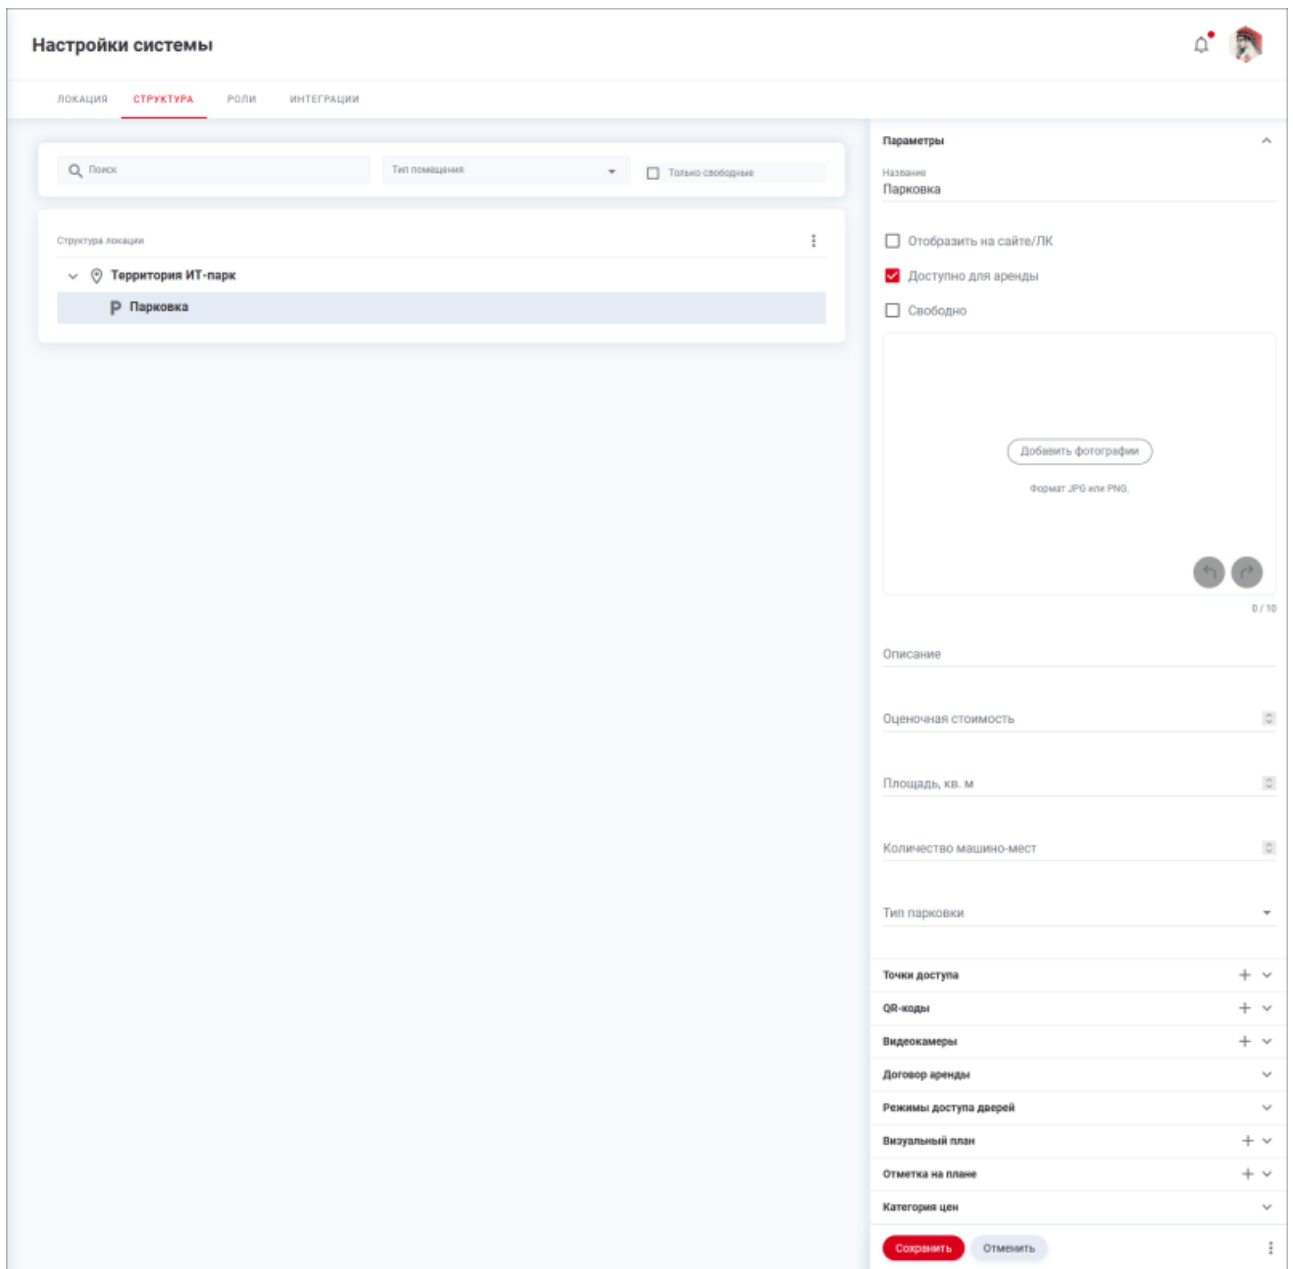 Настройки системы
ЛОКАЦИЯ СТРУКТУРА РОЛИ ИНТЕГРАЦИИ
Поиск Тип помещения Только свободные
Структура локации
Территория ИТ-парк
P Парковка
Параметры
Название
Парковка
Отобразить на сайте/ЛК
Доступно для аренды
Свободно
Добавить фотографии
Формат JPG или PNG.
0 / 10
Описание
Оценочная стоимость
Площадь, кв. м
Количество машино-мест
Тип парковки
Точки доступа
QR-коды
Видеокамеры
Договор аренды
Режимы доступа дверей
Визуальный план
Отметка на плане
Категория цен
Сохранить Отменить